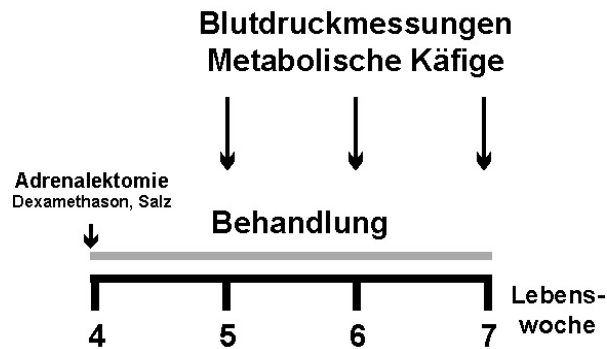 Blutdruckmessungen
Metabolische Käfige
Adrenalektomie
Dexamethason, Salz
Behandlung
4
5
6
7
Lebens-
woche